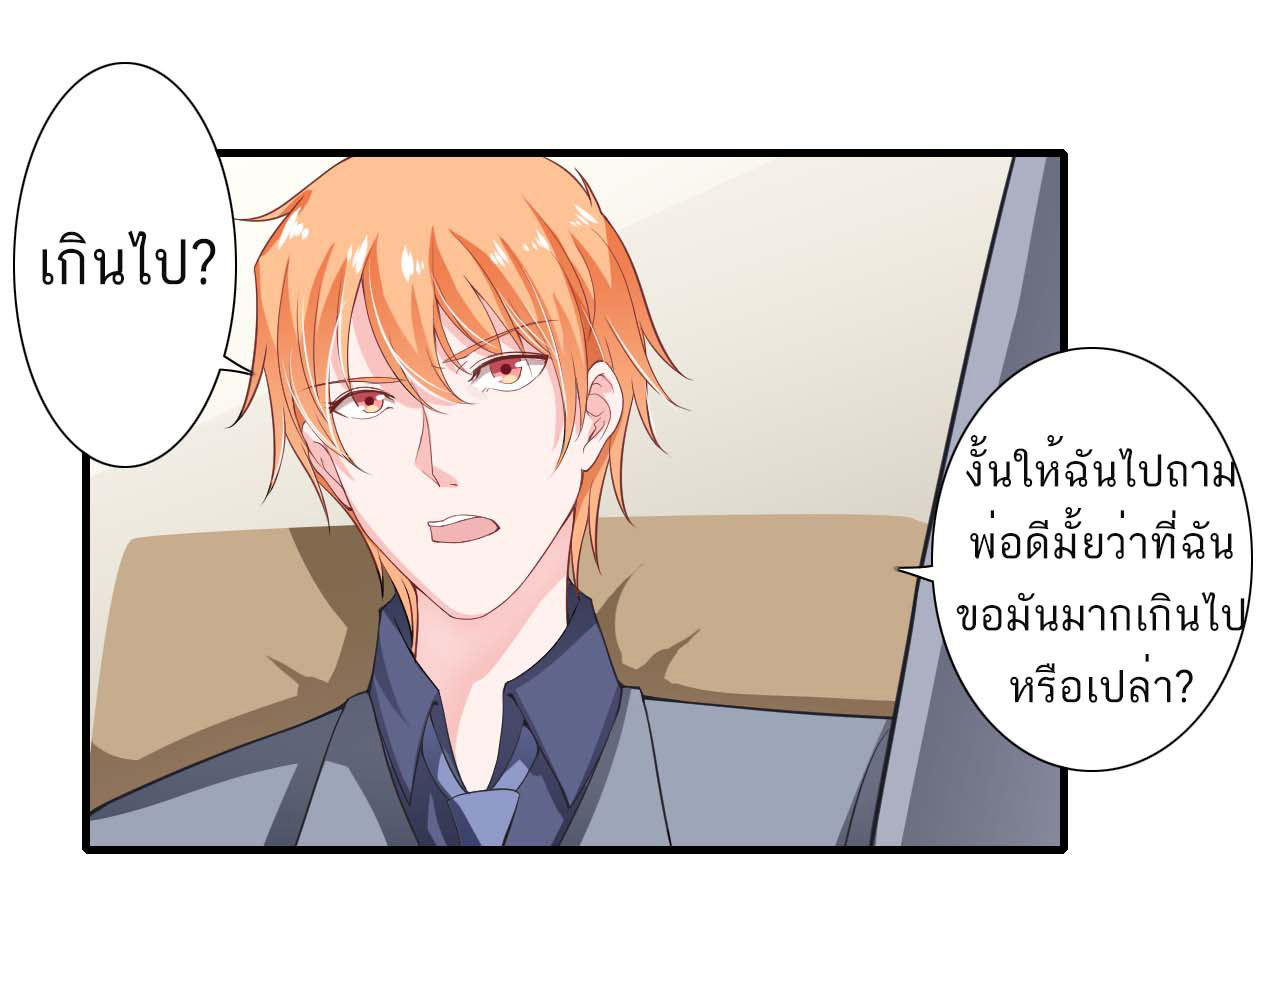 เกินไป?
งั้นให้ฉันไปถาม
พ่อดีมั้ยว่าที่ฉัน
ขอมันมากเกินไป
หรือเปล่า?